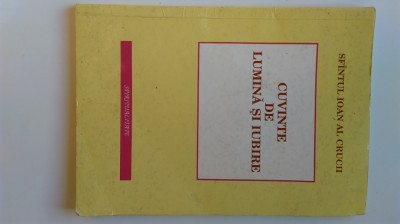 SFÎNTUL IOAN AL CRUCII
CUVINTE
DE
LUMINĂ ȘI IUBIRE